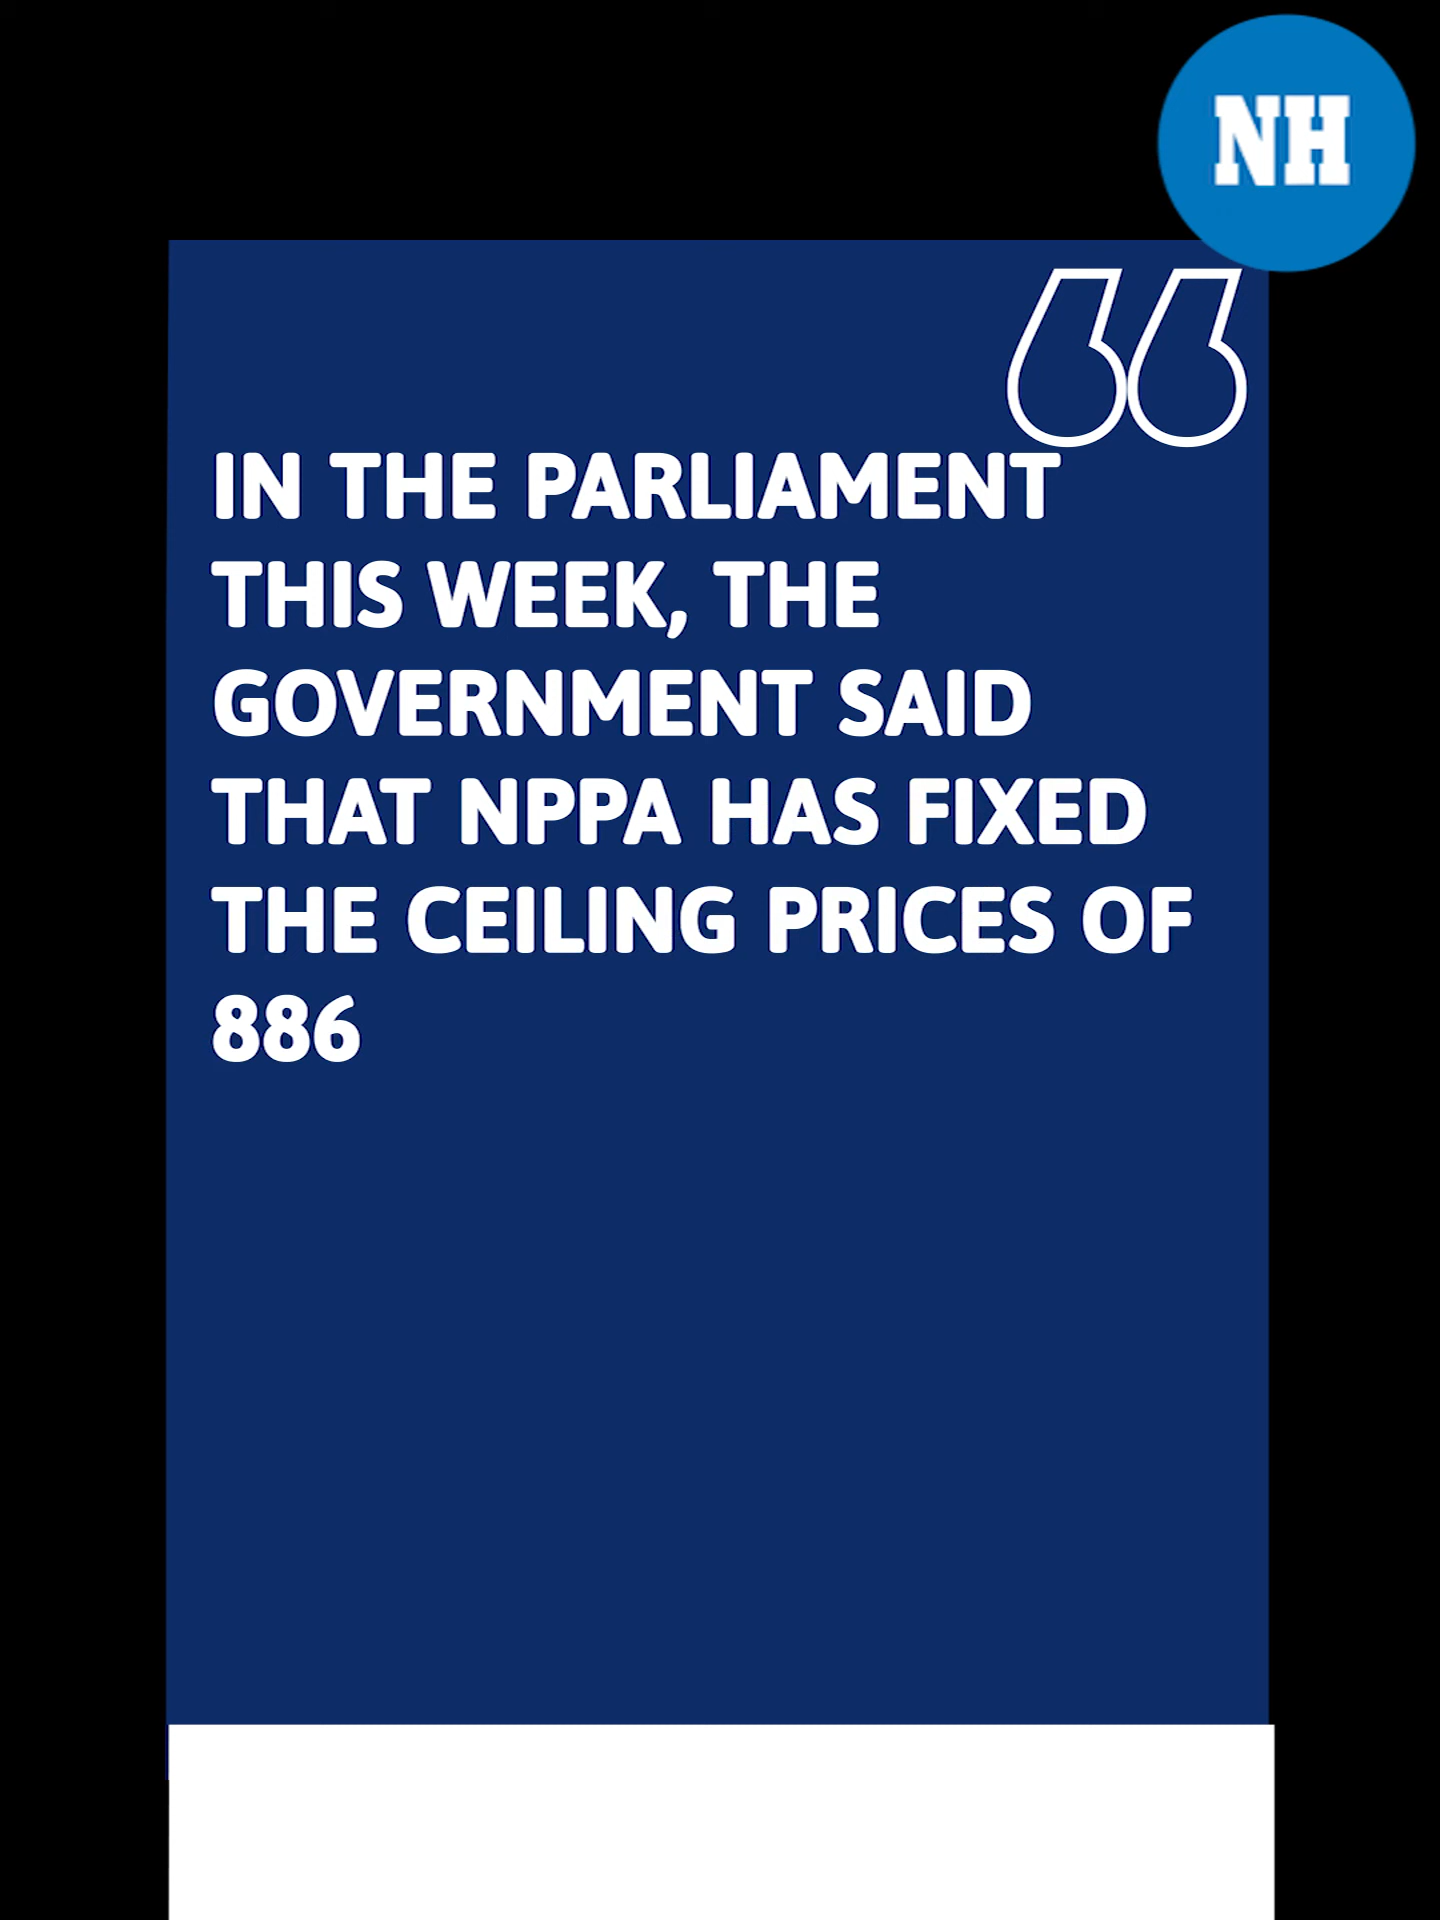 NH
IN THE PARLIAMENT
THIS WEEK, THE
GOVERNMENT SAID
THAT NPPA HAS FIXED
THE CEILING PRICES OF
886